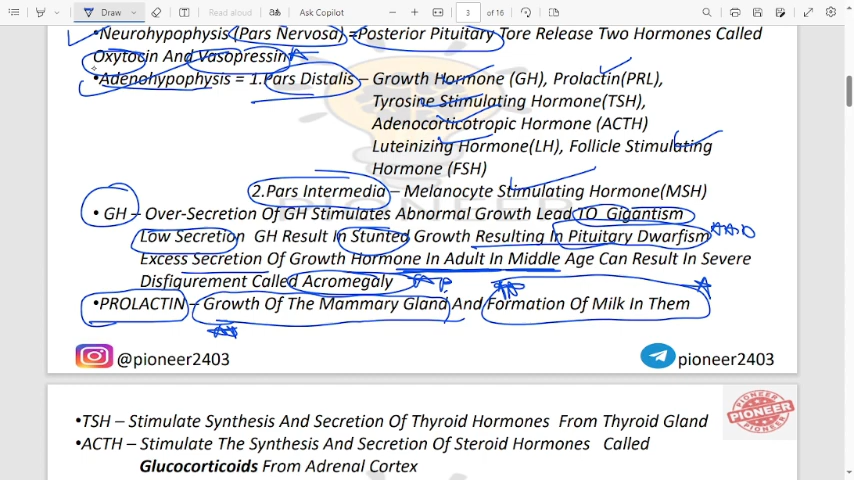 Draw
Read aloud
Ask Copilot
3
of 16
•Neurohypophysis (Pars Nervosa) =Posterior Pituitary Tore Release Two Hormones Called
Oxytocin And Vasopressin
•Adenohypophysis = 1.Pars Distalis – Growth Hormone (GH), Prolactin(PRL),
Tyrosine Stimulating Hormone(TSH),
Adenocorticotropic Hormone (ACTH)
Luteinizing Hormone(LH), Follicle Stimulating
Hormone (FSH)
2.Pars Intermedia – Melanocyte Stimulating Hormone(MSH)
• GH – Over-Secretion Of GH Stimulates Abnormal Growth Lead TO Gigantism
Low Secretion GH Result In Stunted Growth Resulting In Pituitary Dwarfism
Excess Secretion Of Growth Hormone In Adult In Middle Age Can Result In Severe
Disfigurement Called Acromegaly
•PROLACTIN – Growth Of The Mammary Gland And Formation Of Milk In Them
@pioneer2403
pioneer2403
PIONEER
•TSH – Stimulate Synthesis And Secretion Of Thyroid Hormones From Thyroid Gland
•ACTH – Stimulate The Synthesis And Secretion Of Steroid Hormones Called
Glucocorticoids From Adrenal Cortex